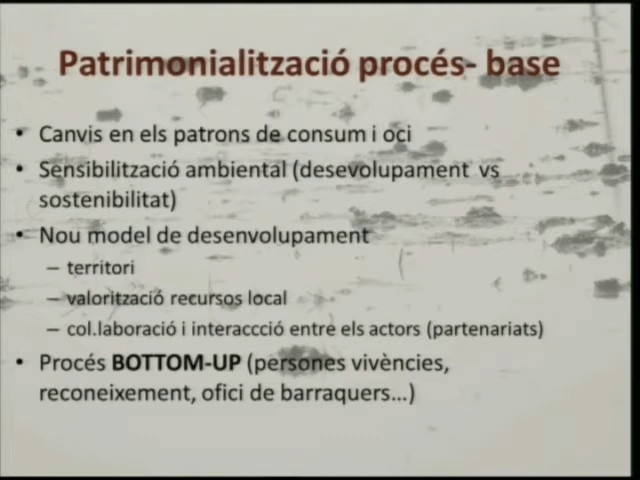 Patrimonialització procés- base
• Canvis en els patrons de consum i oci
• Sensibilització ambiental (desevolupament vs
sostenibilitat)
• Nou model de desenvolupament
– territori
– valorització recursos local
– col.laboració i interaccció entre els actors (partenariats)
• Procés BOTTOM-UP (persones vivències,
reconeixement, ofici de barraquers...)